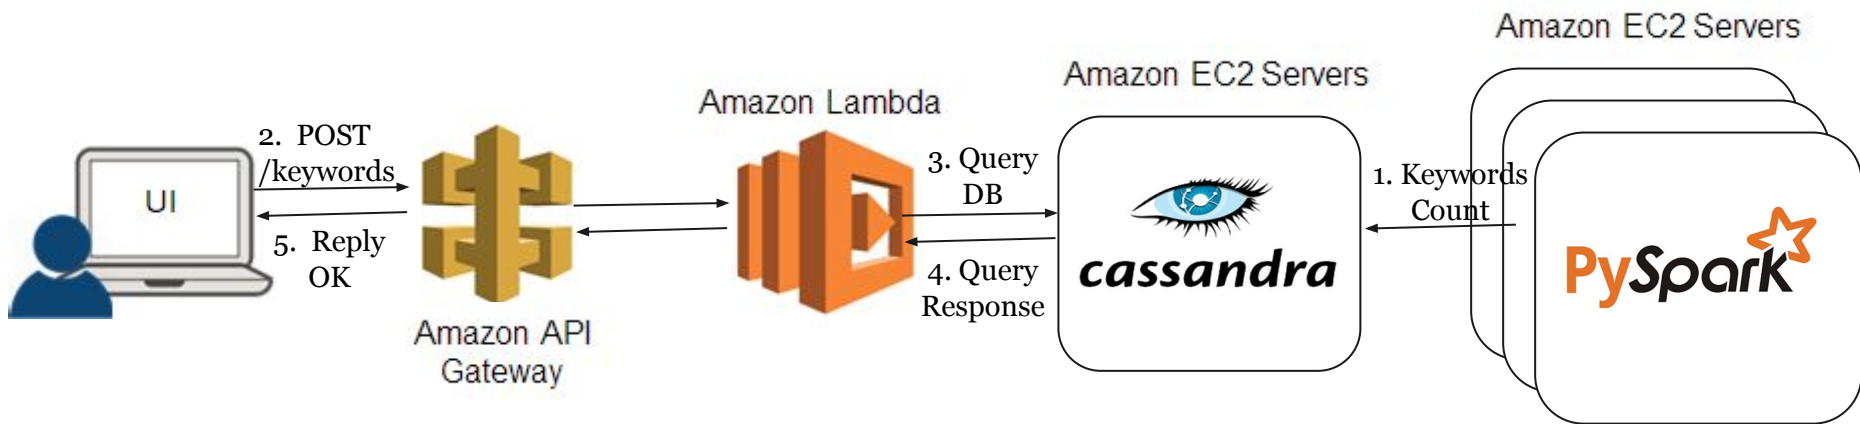 Amazon EC2 Servers
Amazon EC2 Servers
Amazon Lambda
2. POST
/keywords
UI
5. Reply
OK
Amazon API
Gateway
3. Query
DB
4. Query
Response
cassandra
1. Keywords
Count
PySpark